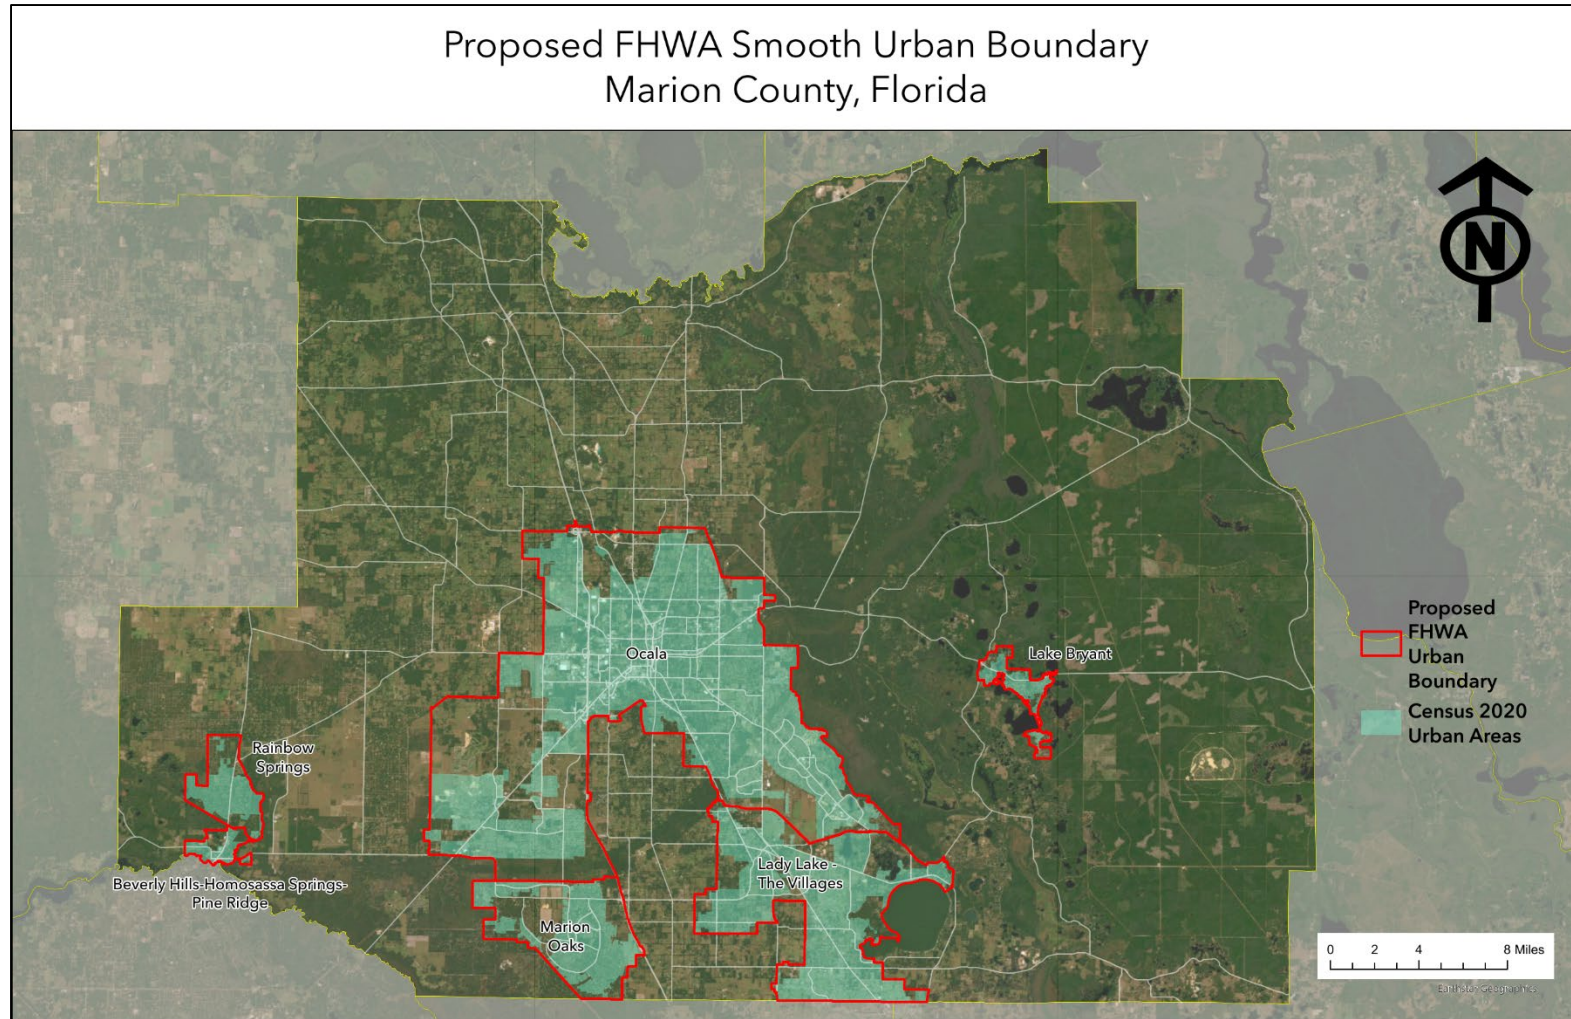 Proposed FHWA Smooth Urban Boundary
Marion County, Florida
N
Ocala
Lake Bryant
Rainbow
Springs
Beverly Hills-Homosassa Springs-
Pine Ridge
Lady Lake -
The Villages
Marion
Oaks
Proposed
FHWA
Urban
Boundary
Census 2020
Urban Areas
0 2 4 8 Miles
Earthstar Geographics